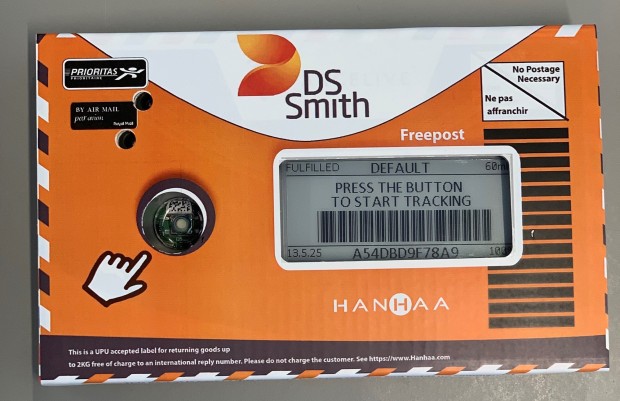 PRIORITAS
PRIORITAIRE
BY AIR MAIL
par avion
Royal Mail
DS
Smith
No Postage
Necessary
Ne pas
affranchir
Freepost
FULFILLED DEFAULT
PRESS THE BUTTON
TO START TRACKING
13.5.25 A54DBD9F78A9
HANHAA
This is a UPU accepted label for returning goods up
to 2KG free of charge to an international reply number. Please do not charge the customer. See https://www.Hanhaa.com